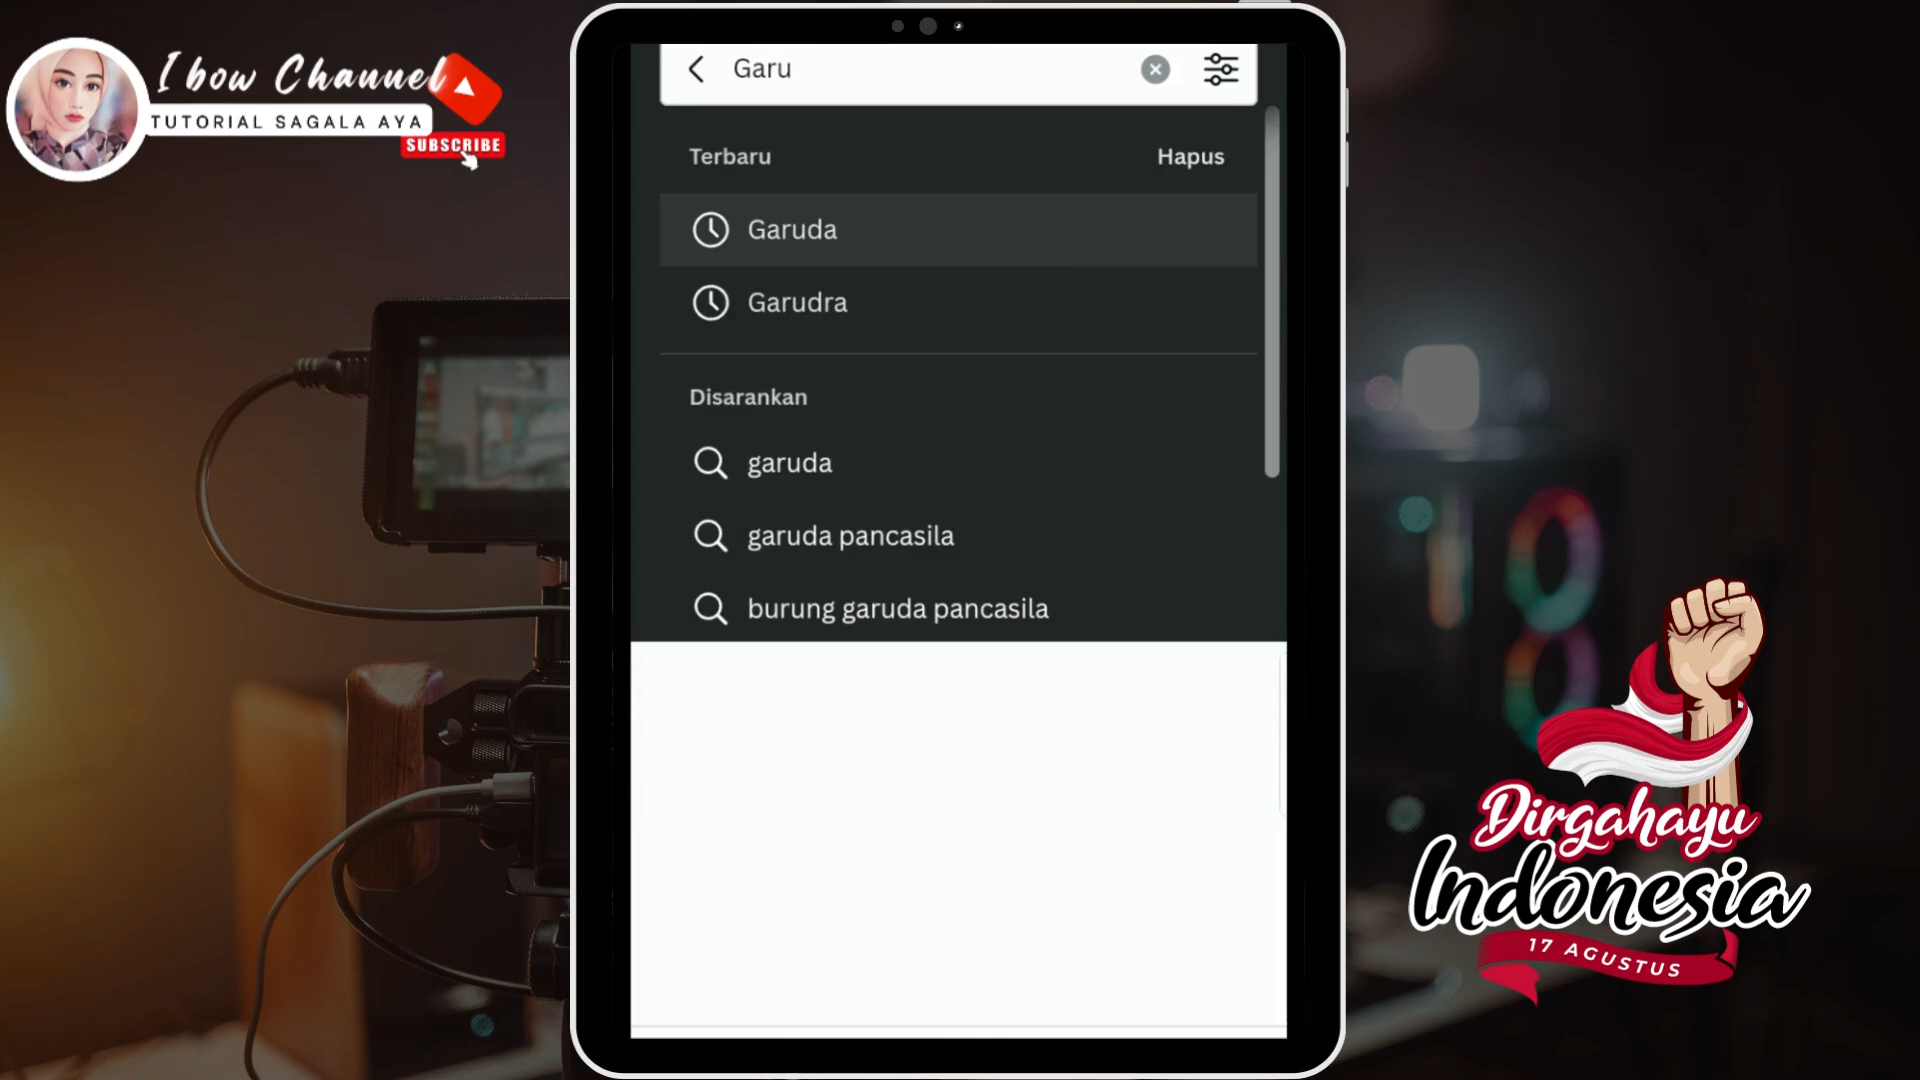 I bow Channel
TUTORIAL SAGALA AYA
SUBSCRIBE
Garu
Terbaru
Hapus
Garuda
Garudra
Disarankan
garuda
garuda pancasila
burung garuda pancasila
Dirgahayu
Indonesia
17 AGUSTUS